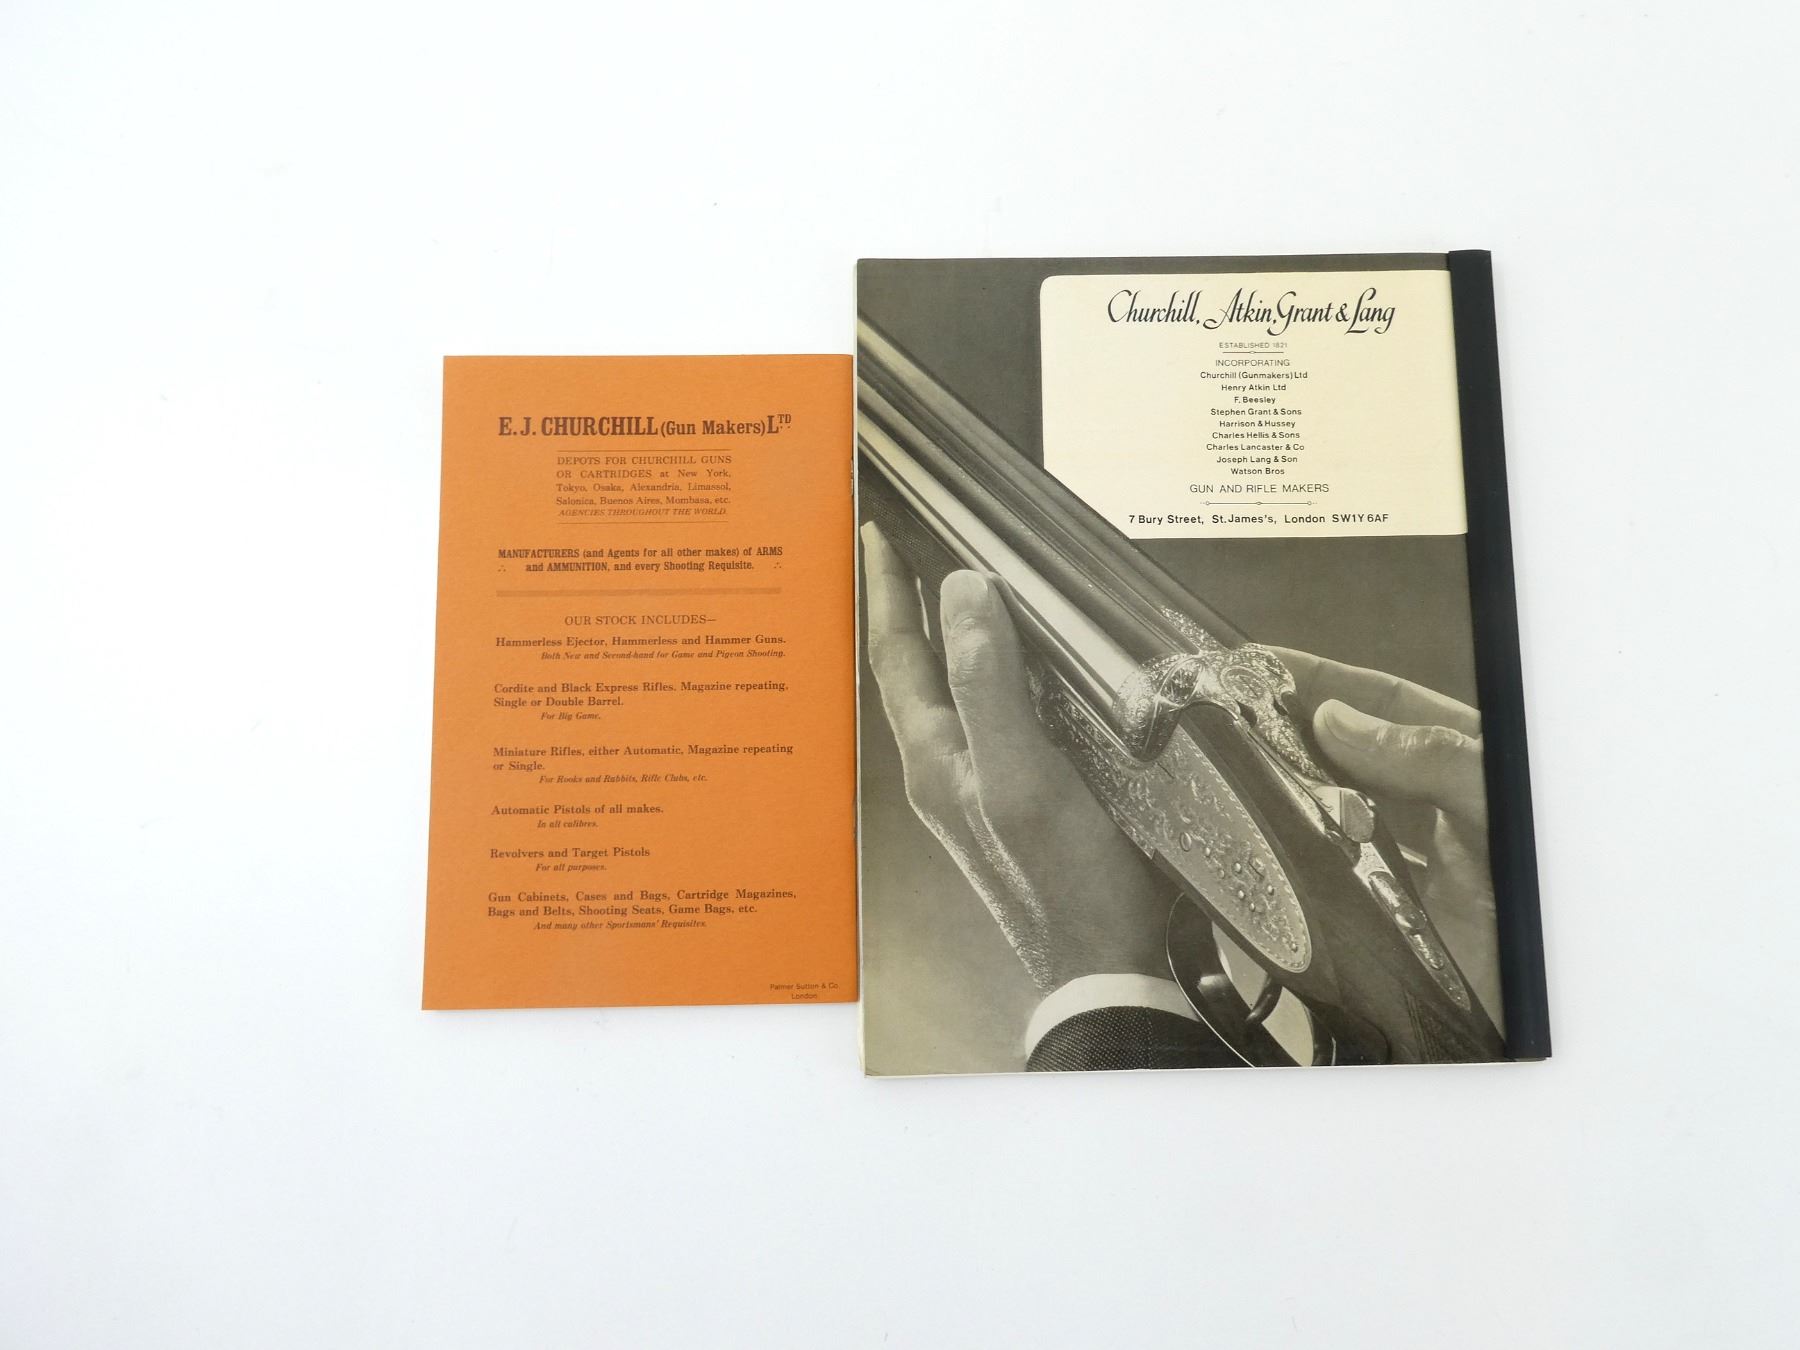 E. J. CHURCHILL (Gun Makers) LTD
DEPOTS FOR CHURCHILL GUNS
OR CARTRIDGES at New York,
Tokyo, Osaka, Alexandria, Limassol,
Salonica, Buenos Aires, Mombasa, etc.
AGENCIES THROUGHOUT THE WORLD.
MANUFACTURERS (and Agents for all other makes) of ARMS
∴ and AMMUNITION, and every Shooting Requisite. ∴
OUR STOCK INCLUDES—
Hammerless Ejector, Hammerless and Hammer Guns.
Both New and Second-hand for Game and Pigeon Shooting.
Cordite and Black Express Rifles. Magazine repeating,
Single or Double Barrel.
For Big Game.
Miniature Rifles, either Automatic, Magazine repeating
or Single.
For Rooks and Rabbits, Rifle Clubs, etc.
Automatic Pistols of all makes.
In all calibres.
Revolvers and Target Pistols
For all purposes.
Gun Cabinets, Cases and Bags, Cartridge Magazines,
Bags and Belts, Shooting Seats, Game Bags, etc.
And many other Sportsmans' Requisites.
Palmer Sutton & Co.
London.
Churchill, Atkin, Grant & Lang
ESTABLISHED 1821
INCORPORATING
Churchill (Gunmakers) Ltd
Henry Atkin Ltd
F. Beesley
Stephen Grant & Sons
Harrison & Hussey
Charles Hellis & Sons
Charles Lancaster & Co
Joseph Lang & Son
Watson Bros
GUN AND RIFLE MAKERS
7 Bury Street, St. James's, London SW1Y 6AF